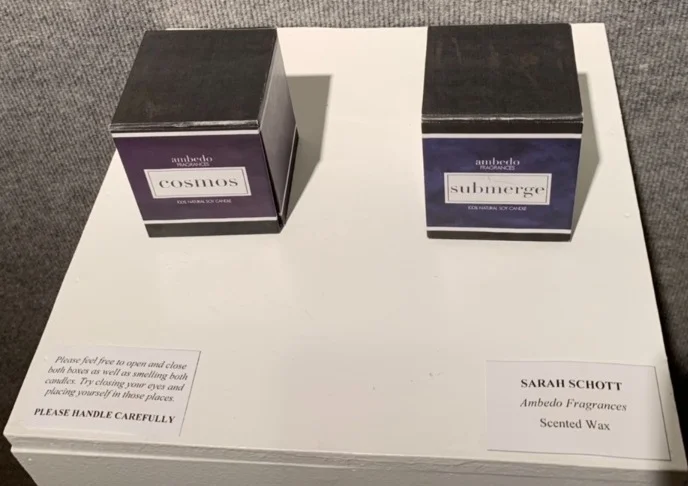 ambedo
FRAGRANCES
cosmos
100% NATURAL SOY CANDLE
ambedo
FRAGRANCES
submerge
100% NATURAL SOY CANDLE
Please feel free to open and close
both boxes as well as smelling both
candles. Try closing your eyes and
placing yourself in those places.
PLEASE HANDLE CAREFULLY
SARAH SCHOTT
Ambedo Fragrances
Scented Wax